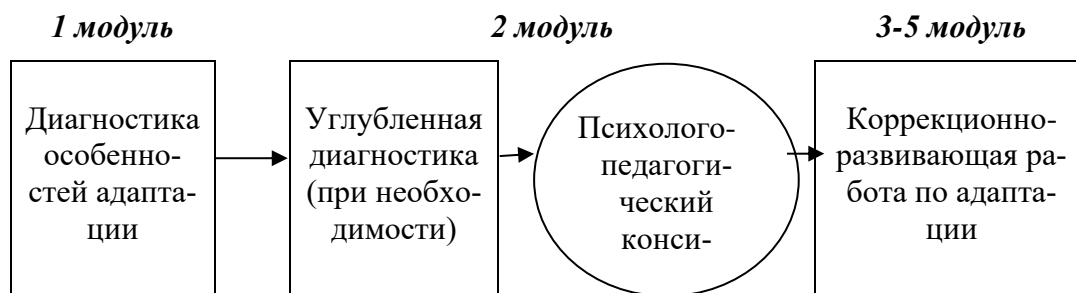 1 модуль
2 модуль
3-5 модуль
Диагностика
особенно-
стей адапта-
ции
Углубленная
диагностика
(при необхо-
димости)
Психолого-
педагоги-
ческий
конси-
Коррекционно-
развивающая ра-
бота по адапта-
ции